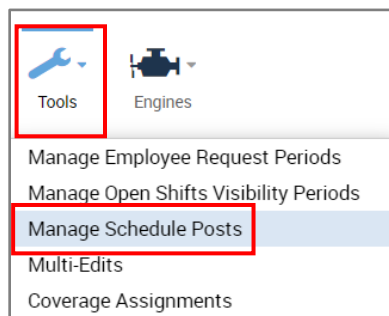 Tools
Engines
Manage Employee Request Periods
Manage Open Shifts Visibility Periods
Manage Schedule Posts
Multi-Edits
Coverage Assignments